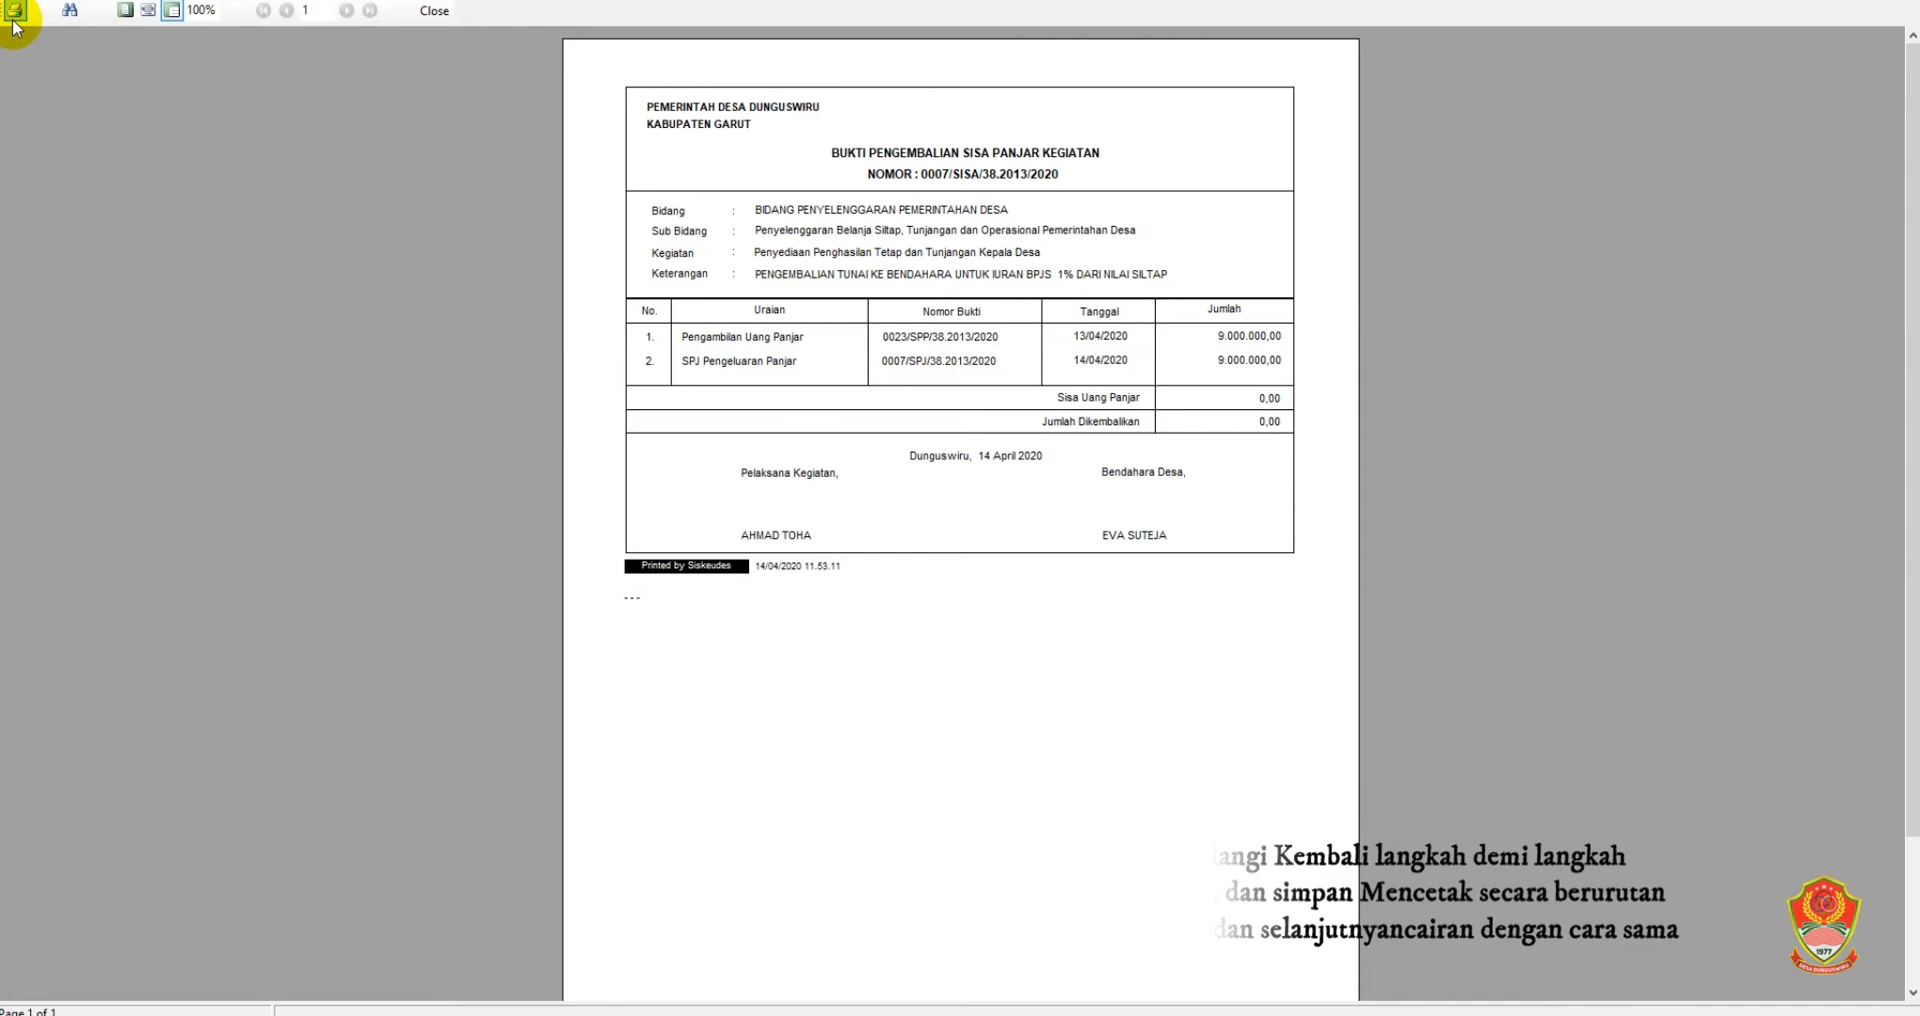 100%
1
Close
PEMERINTAH DESA DUNGUSWIRU
KABUPATEN GARUT
BUKTI PENGEMBALIAN SISA PANJAR KEGIATAN
NOMOR : 0007/SISA/38.2013/2020
Bidang : BIDANG PENYELENGGARAN PEMERINTAHAN DESA
Sub Bidang : Penyelenggaran Belanja Siltap, Tunjangan dan Operasional Pemerintahan Desa
Kegiatan : Penyediaan Penghasilan Tetap dan Tunjangan Kepala Desa
Keterangan : PENGEMBALIAN TUNAI KE BENDAHARA UNTUK IURAN BPJS 1% DARI NILAI SILTAP
No. Uraian Nomor Bukti Tanggal Jumlah
1. Pengambilan Uang Panjar 0023/SPP/38.2013/2020 13/04/2020 9.000.000,00
2. SPJ Pengeluaran Panjar 0007/SPJ/38.2013/2020 14/04/2020 9.000.000,00
Sisa Uang Panjar 0,00
Jumlah Dikembalikan 0,00
Dunguswiru, 14 April 2020
Pelaksana Kegiatan, Bendahara Desa,
AHMAD TOHA EVA SUTEJA
Printed by Siskeudes 14/04/2020 11.53.11
---
langi Kembali langkah demi langkah
dan simpan Mencetak secara berurutan
dan selanjutnyancairan dengan cara sama
1977
DESA DUNGUSWIRU
Page 1 of 1